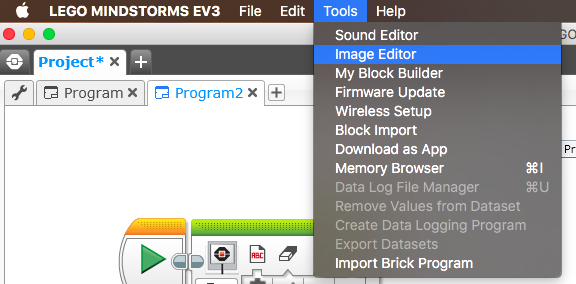 LEGO MINDSTORMS EV3 File Edit Tools Help
Sound Editor
Image Editor
Project*
My Block Builder
Program Program2
Firmware Update
Wireless Setup
Block Import
Download as App
Memory Browser ⌘I
Data Log File Manager ⌘U
Remove Values from Dataset
Create Data Logging Program
Export Datasets
Import Brick Program
ABC